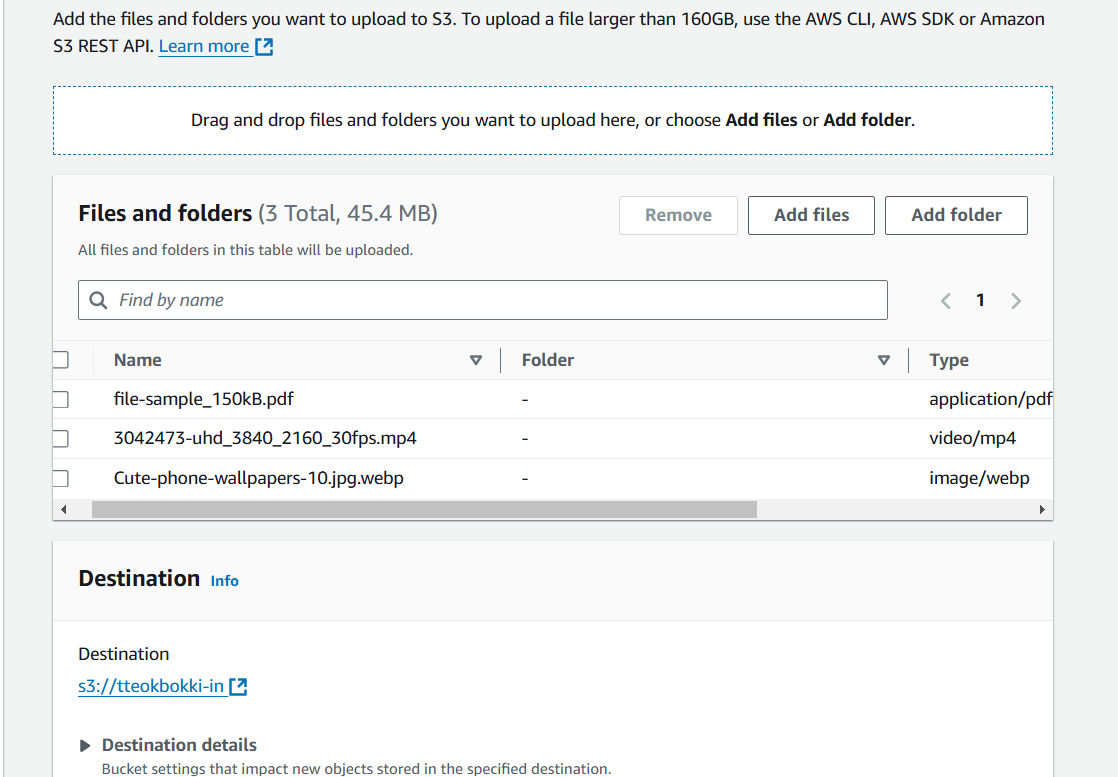 Add the files and folders you want to upload to S3. To upload a file larger than 160GB, use the AWS CLI, AWS SDK or Amazon
S3 REST API. Learn more
Drag and drop files and folders you want to upload here, or choose Add files or Add folder.
Files and folders (3 Total, 45.4 MB)
Remove
Add files
Add folder
All files and folders in this table will be uploaded.
Find by name
1
Name Folder Type
file-sample_150kB.pdf - application/pdf
3042473-uhd_3840_2160_30fps.mp4 - video/mp4
Cute-phone-wallpapers-10.jpg.webp - image/webp
Destination Info
Destination
s3://tteokbokki-in
Destination details
Bucket settings that impact new objects stored in the specified destination.